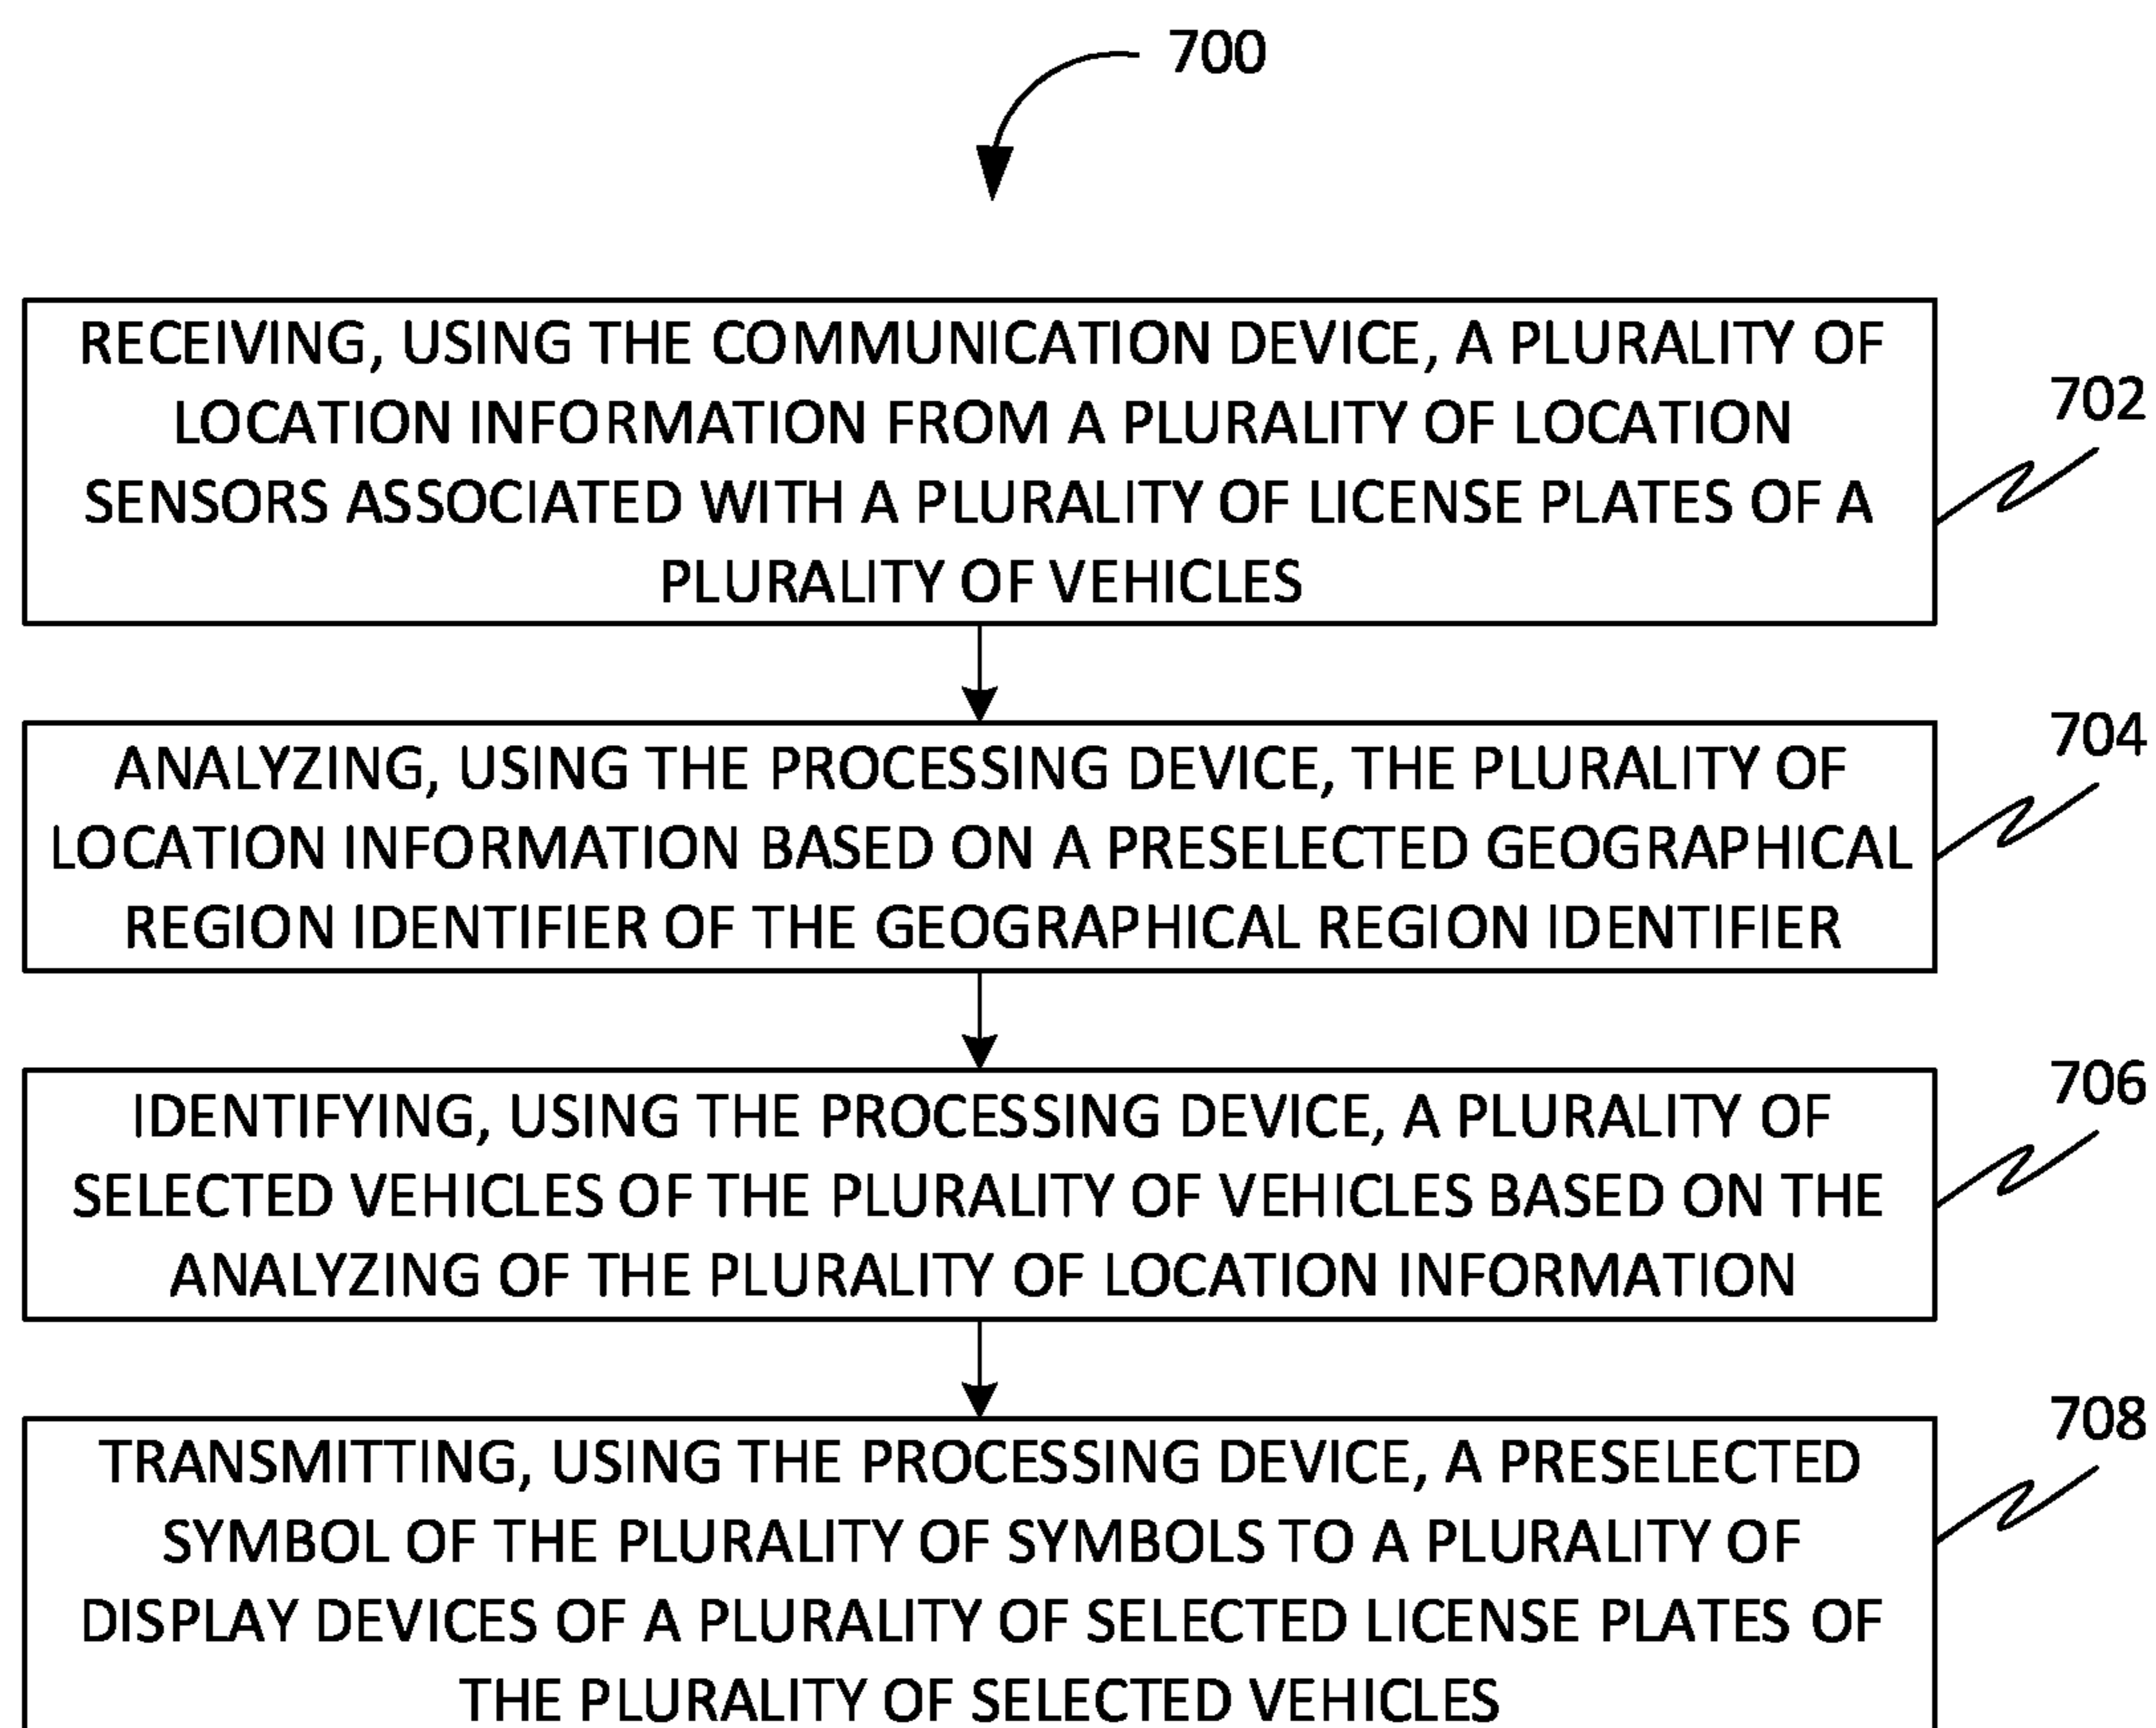 700
RECEIVING, USING THE COMMUNICATION DEVICE, A PLURALITY OF
LOCATION INFORMATION FROM A PLURALITY OF LOCATION
SENSORS ASSOCIATED WITH A PLURALITY OF LICENSE PLATES OF A
PLURALITY OF VEHICLES
702
ANALYZING, USING THE PROCESSING DEVICE, THE PLURALITY OF
LOCATION INFORMATION BASED ON A PRESELECTED GEOGRAPHICAL
REGION IDENTIFIER OF THE GEOGRAPHICAL REGION IDENTIFIER
704
IDENTIFYING, USING THE PROCESSING DEVICE, A PLURALITY OF
SELECTED VEHICLES OF THE PLURALITY OF VEHICLES BASED ON THE
ANALYZING OF THE PLURALITY OF LOCATION INFORMATION
706
TRANSMITTING, USING THE PROCESSING DEVICE, A PRESELECTED
SYMBOL OF THE PLURALITY OF SYMBOLS TO A PLURALITY OF
DISPLAY DEVICES OF A PLURALITY OF SELECTED LICENSE PLATES OF
THE PLURALITY OF SELECTED VEHICLES
708